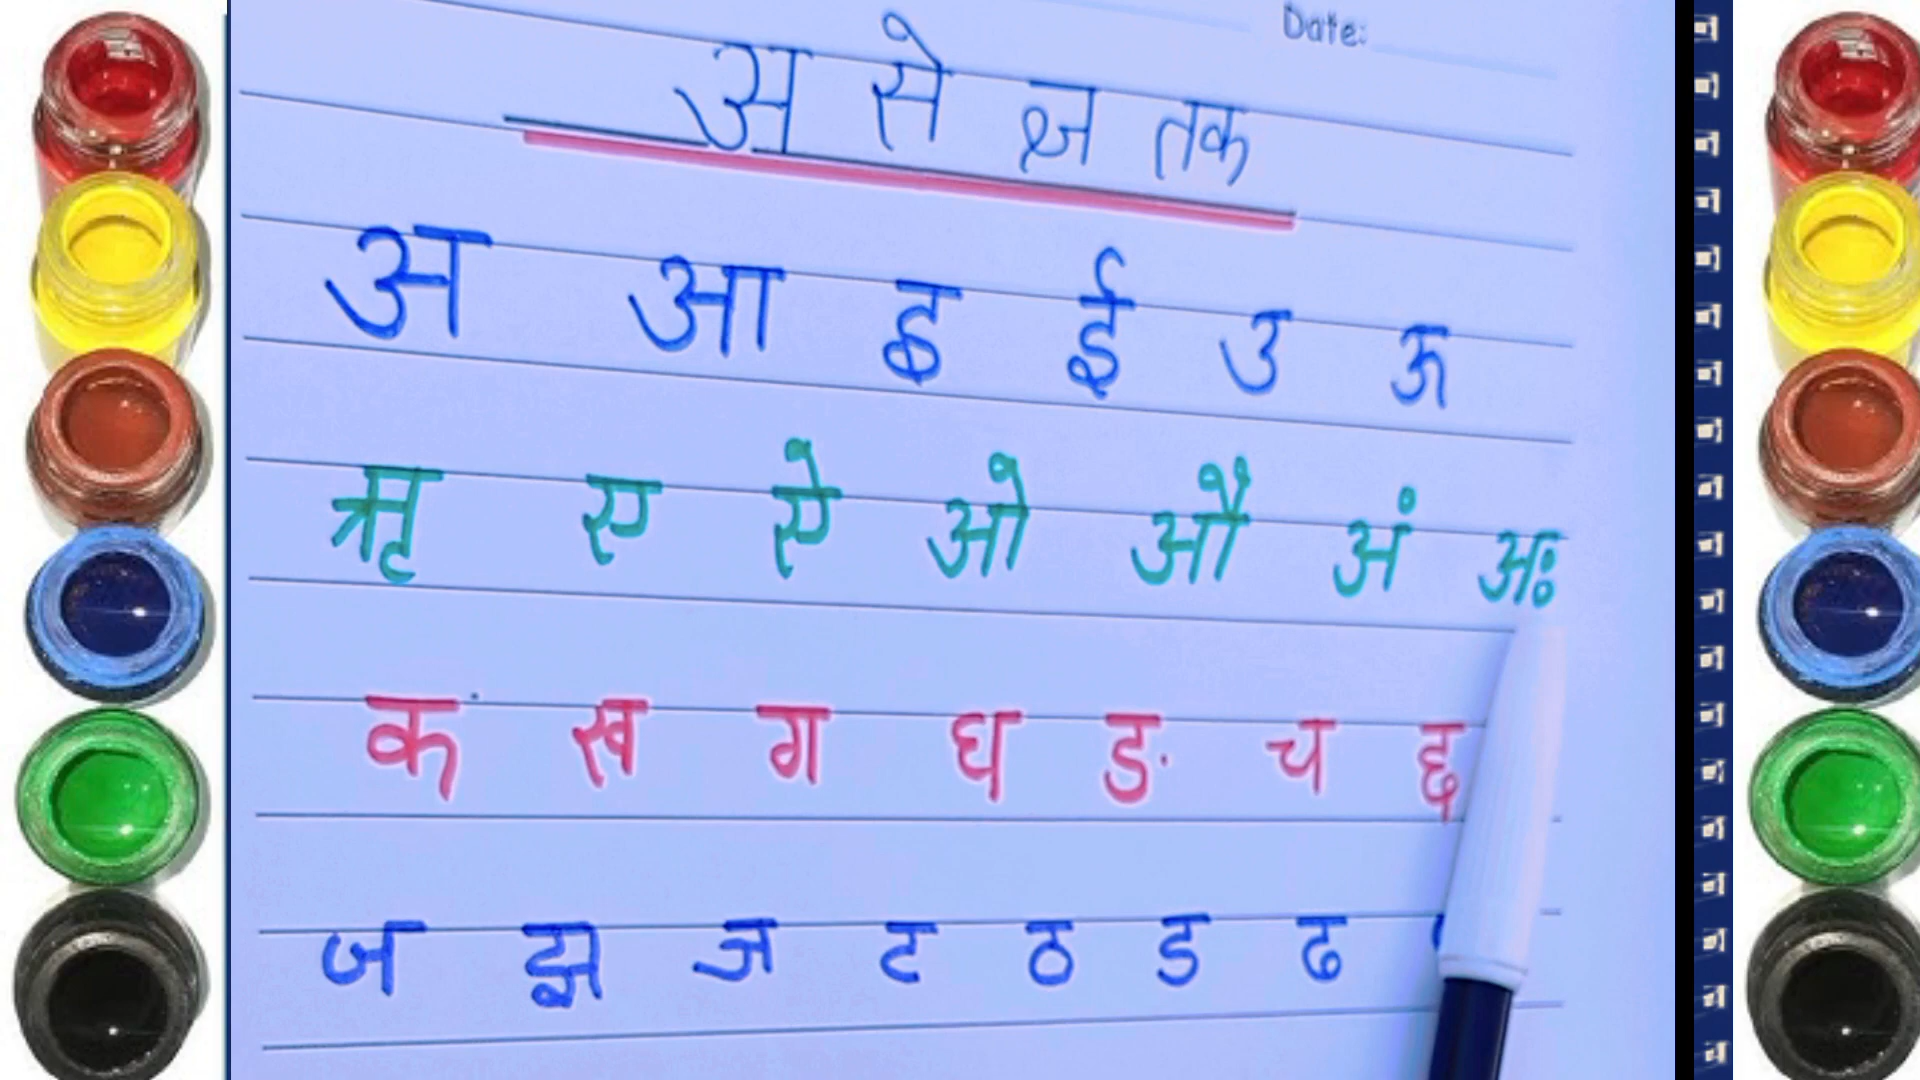 Date:
अ से ज्ञ तक
अ आ इ ई उ ऊ
ऋ ए ऐ ओ औ अं अः
क ख ग घ ङ च छ
ज झ ञ ट ठ ड ढ